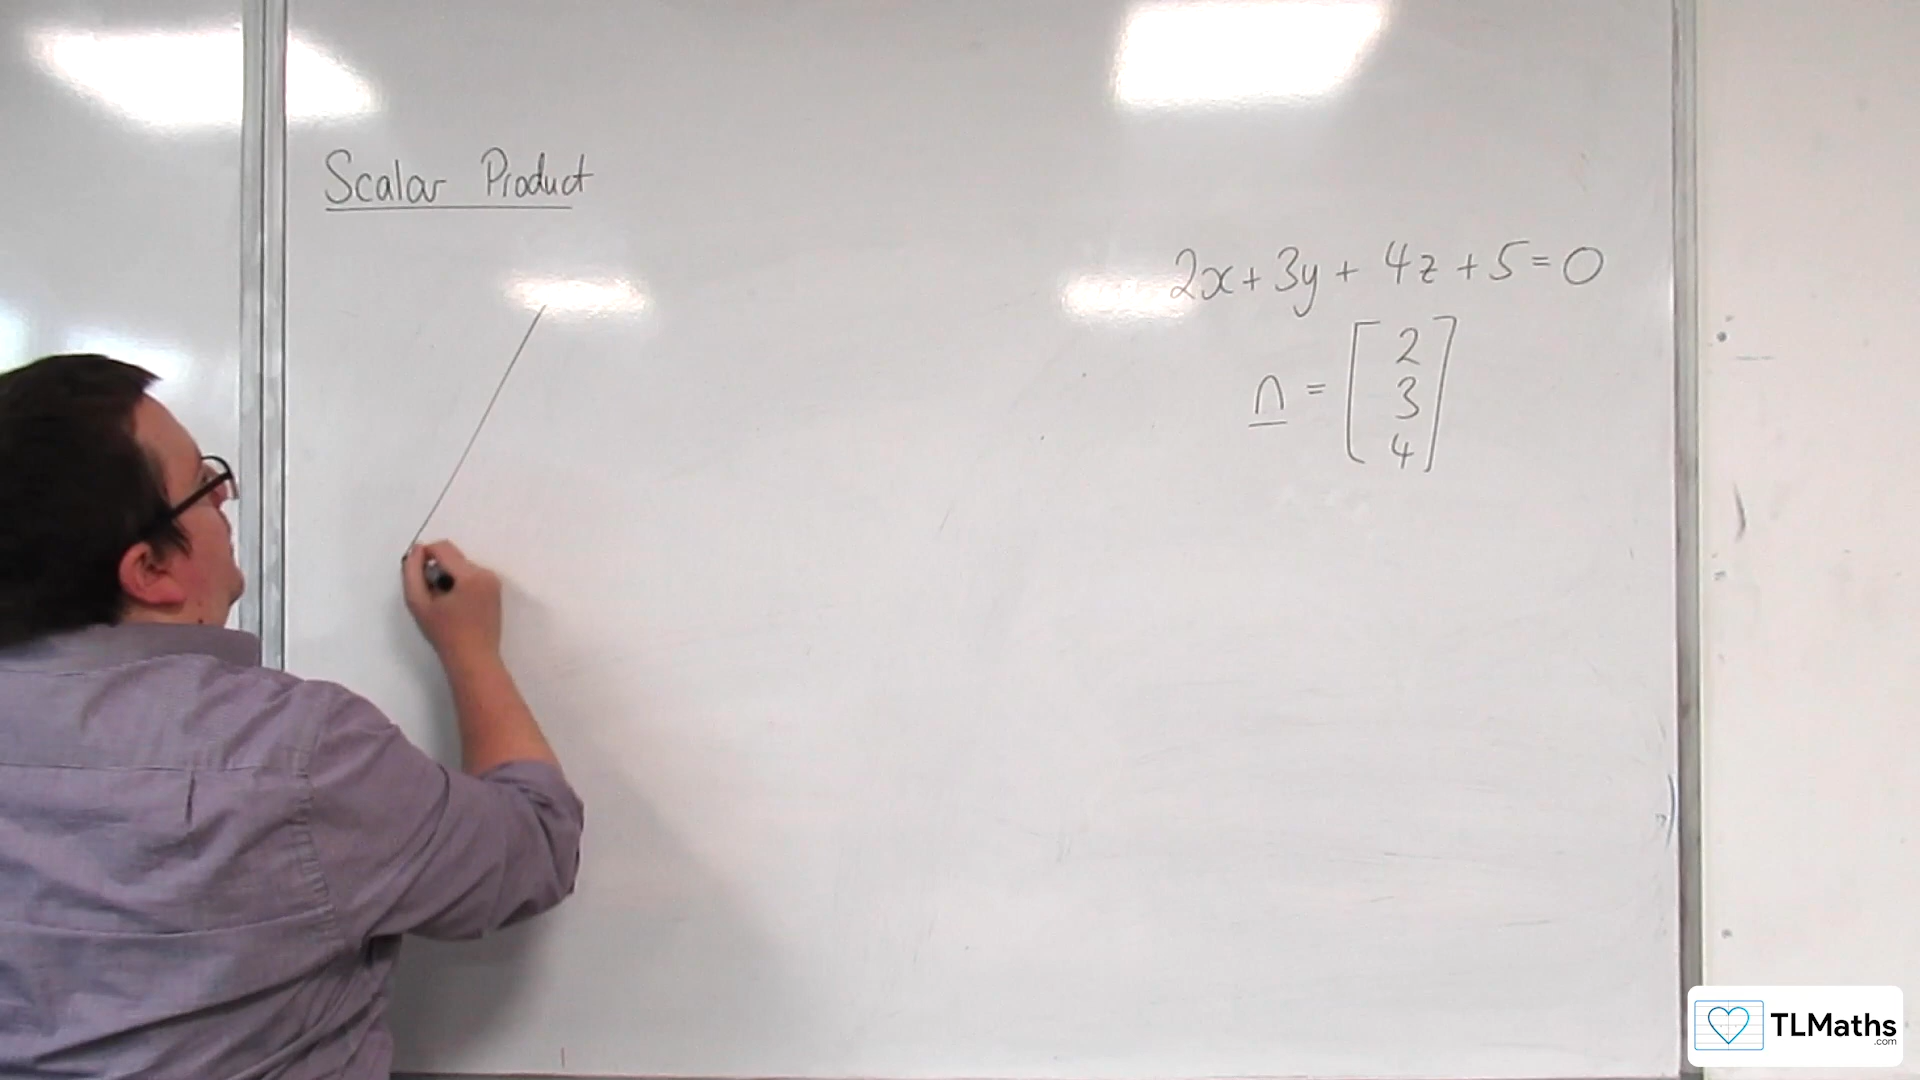 Scalar Product
2x + 3y + 4z + 5 = 0
n = [2
3
4]
TLMaths
.com